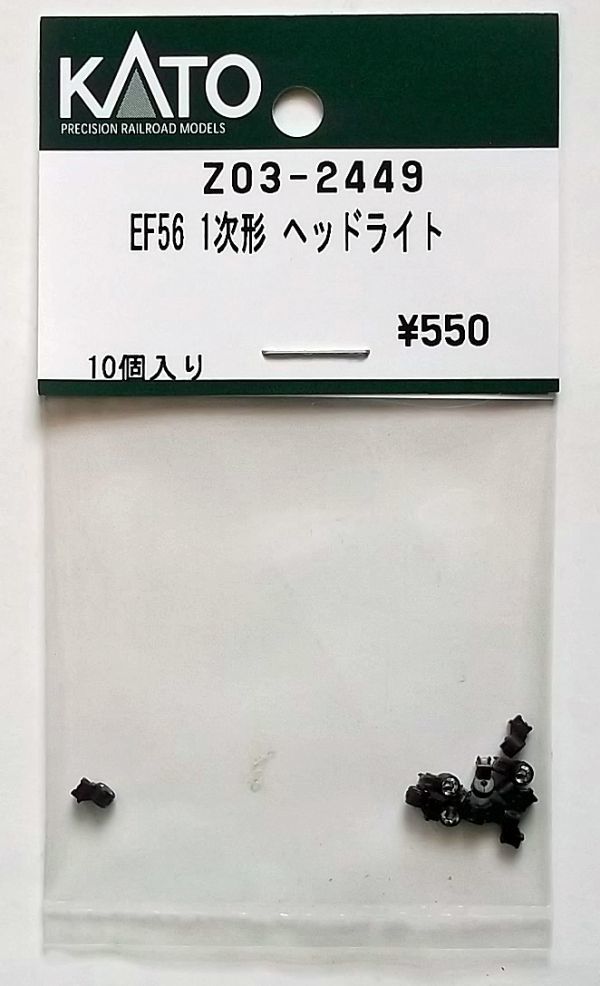 KATO
PRECISION RAILROAD MODELS
Z03-2449
EF56 1次形 ヘッドライト
¥550
10個入り